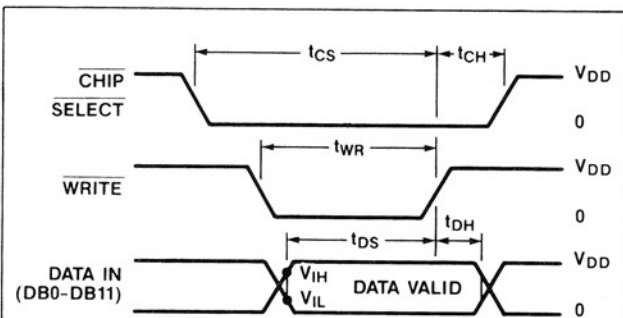 tCS tCH
CHIP VDD
SELECT 0
tWR
WRITE VDD
0
tDS tDH
DATA IN VIH DATA VALID VDD
(DB0-DB11) VIL 0